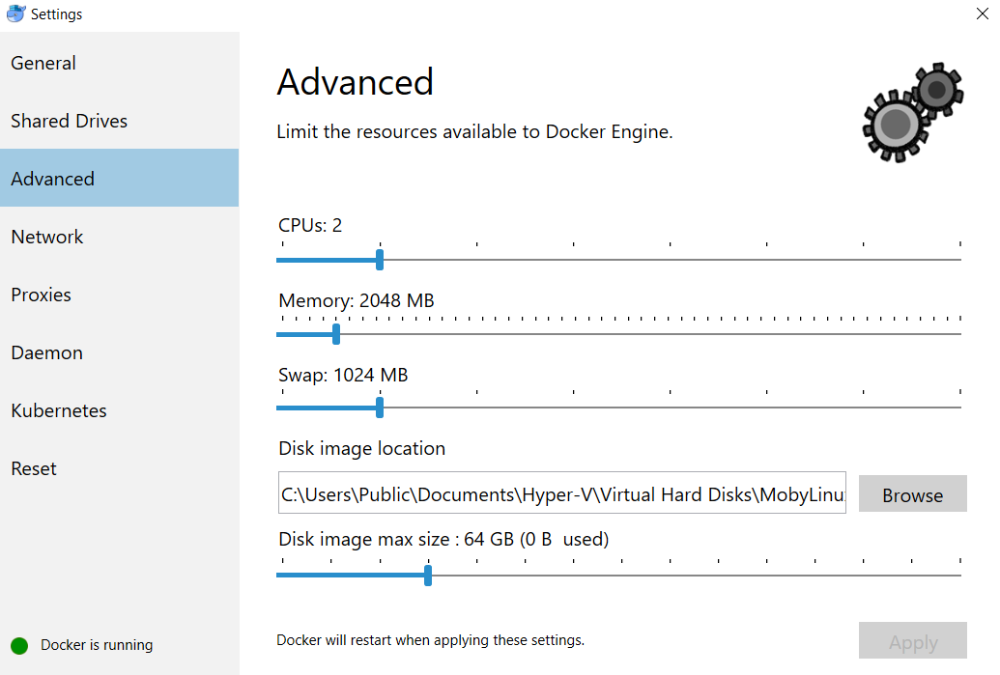 Settings
General
Shared Drives
Advanced
Network
Proxies
Daemon
Kubernetes
Reset
Docker is running
Advanced
Limit the resources available to Docker Engine.
CPUs: 2
Memory: 2048 MB
Swap: 1024 MB
Disk image location
C:\Users\Public\Documents\Hyper-V\Virtual Hard Disks\MobyLinu
Browse
Disk image max size : 64 GB (0 B  used)
Docker will restart when applying these settings.
Apply